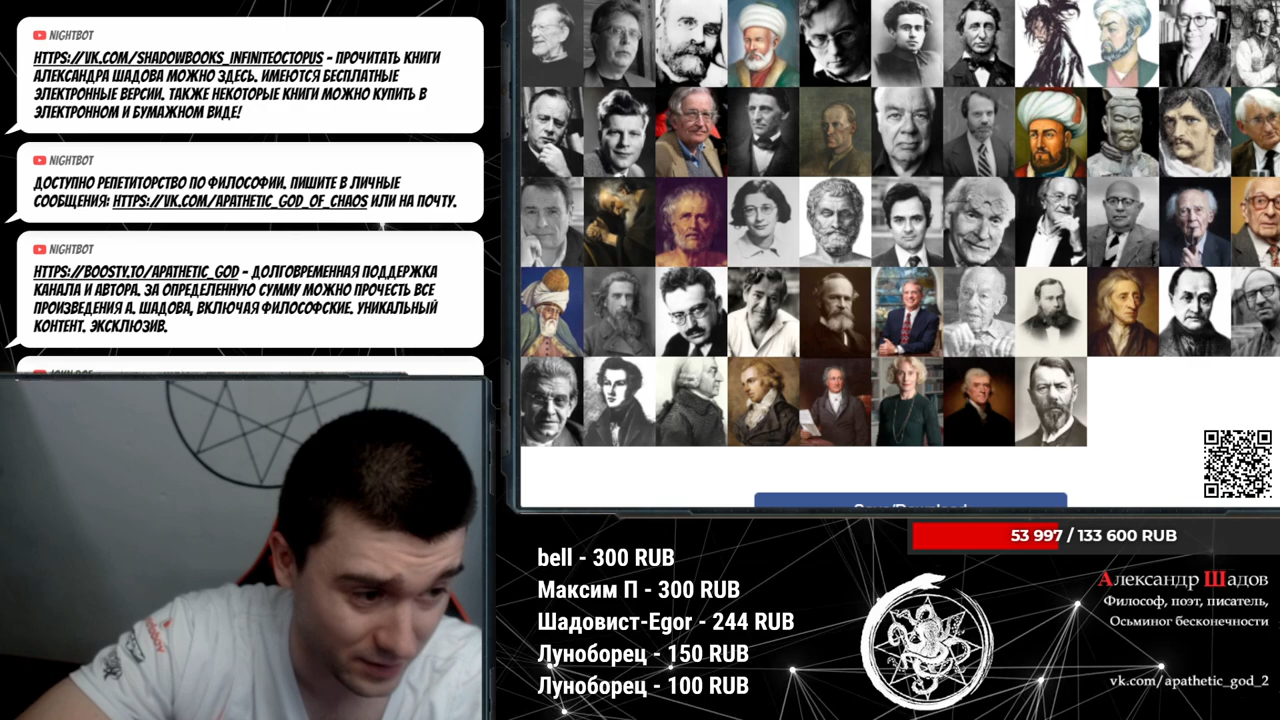 NIGHTBOT
HTTPS://VK.COM/SHADOWBOOKS_INFINITEOCTOPUS - ПРОЧИТАТЬ КНИГИ
АЛЕКСАНДРА ШАДОВА МОЖНО ЗДЕСЬ. ИМЕЮТСЯ БЕСПЛАТНЫЕ
ЭЛЕКТРОННЫЕ ВЕРСИИ. ТАКЖЕ НЕКОТОРЫЕ КНИГИ МОЖНО КУПИТЬ В
ЭЛЕКТРОННОМ И БУМАЖНОМ ВИДЕ!
NIGHTBOT
ДОСТУПНО РЕПЕТИТОРСТВО ПО ФИЛОСОФИИ. ПИШИТЕ В ЛИЧНЫЕ
СООБЩЕНИЯ: HTTPS://VK.COM/APATHETIC_GOD_OF_CHAOS ИЛИ НА ПОЧТУ.
NIGHTBOT
HTTPS://BOOSTY.TO/APATHETIC_GOD - ДОЛГОВРЕМЕННАЯ ПОДДЕРЖКА
КАНАЛА И АВТОРА. ЗА ОПРЕДЕЛЕННУЮ СУММУ МОЖНО ПРОЧЕСТЬ ВСЕ
ПРОИЗВЕДЕНИЯ А. ШАДОВА, ВКЛЮЧАЯ ФИЛОСОФСКИЕ. УНИКАЛЬНЫЙ
КОНТЕНТ. ЭКСКЛЮЗИВ.
53 997 / 133 600 RUB
bell - 300 RUB
Максим П - 300 RUB
Шадовист-Egor - 244 RUB
Луноборец - 150 RUB
Луноборец - 100 RUB
Александр Шадов
Философ, поэт, писатель,
Осьминог бесконечности
vk.com/apathetic_god_2